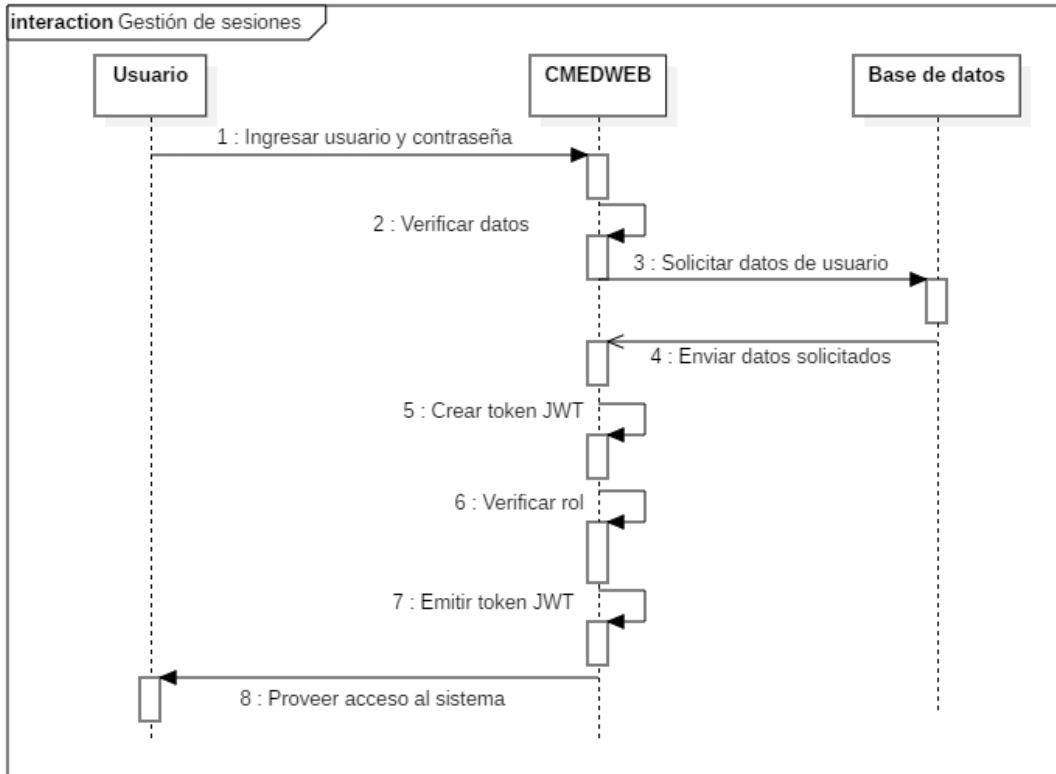 interaction Gestión de sesiones
Usuario
CMEDWEB
Base de datos
1 : Ingresar usuario y contraseña
2 : Verificar datos
3 : Solicitar datos de usuario
4 : Enviar datos solicitados
5 : Crear token JWT
6 : Verificar rol
7 : Emitir token JWT
8 : Proveer acceso al sistema